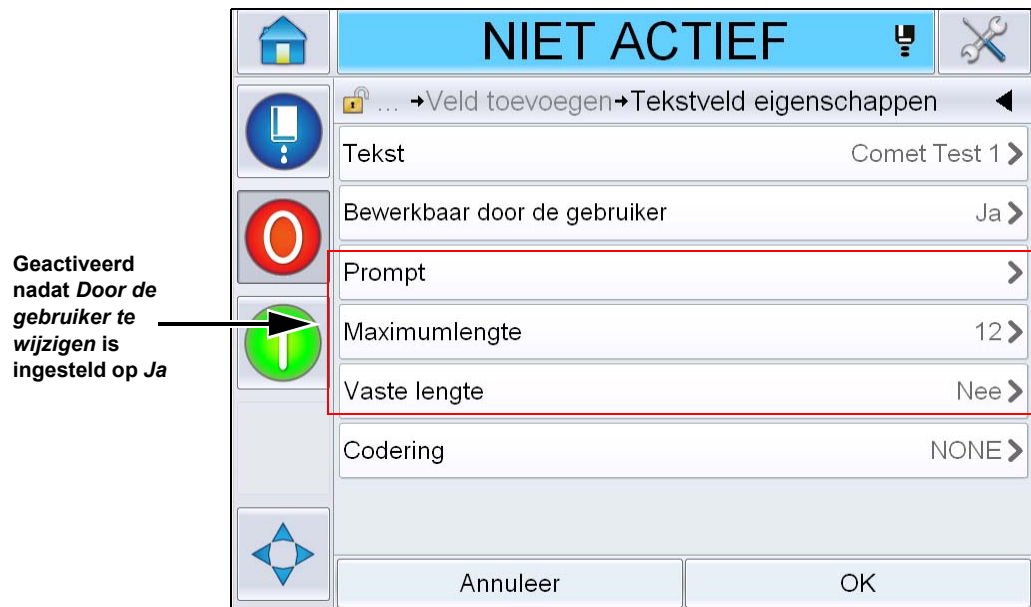 NIET ACTIEF
... →Veld toevoegen→Tekstveld eigenschappen
Tekst Comet Test 1
Bewerkbaar door de gebruiker Ja
Prompt
Maximumlengte 12
Vaste lengte Nee
Codering NONE
Annuleer OK
Geactiveerd
nadat Door de
gebruiker te
wijzigen is
ingesteld op Ja